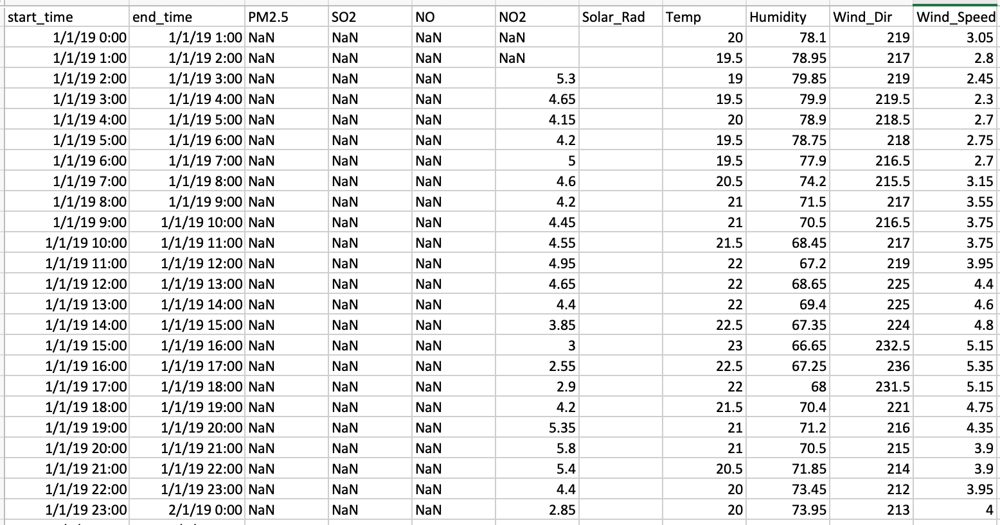 start_time end_time PM2.5 SO2 NO NO2 Solar_Rad Temp Humidity Wind_Dir Wind_Speed
1/1/19 0:00 1/1/19 1:00 NaN NaN NaN NaN 20 78.1 219 3.05
1/1/19 1:00 1/1/19 2:00 NaN NaN NaN NaN 19.5 78.95 217 2.8
1/1/19 2:00 1/1/19 3:00 NaN NaN NaN 5.3 19 79.85 219 2.45
1/1/19 3:00 1/1/19 4:00 NaN NaN NaN 4.65 19.5 79.9 219.5 2.3
1/1/19 4:00 1/1/19 5:00 NaN NaN NaN 4.15 20 78.9 218.5 2.7
1/1/19 5:00 1/1/19 6:00 NaN NaN NaN 4.2 19.5 78.75 218 2.75
1/1/19 6:00 1/1/19 7:00 NaN NaN NaN 5 19.5 77.9 216.5 2.7
1/1/19 7:00 1/1/19 8:00 NaN NaN NaN 4.6 20.5 74.2 215.5 3.15
1/1/19 8:00 1/1/19 9:00 NaN NaN NaN 4.2 21 71.5 217 3.55
1/1/19 9:00 1/1/19 10:00 NaN NaN NaN 4.45 21 70.5 216.5 3.75
1/1/19 10:00 1/1/19 11:00 NaN NaN NaN 4.55 21.5 68.45 217 3.75
1/1/19 11:00 1/1/19 12:00 NaN NaN NaN 4.95 22 67.2 219 3.95
1/1/19 12:00 1/1/19 13:00 NaN NaN NaN 4.65 22 68.65 225 4.4
1/1/19 13:00 1/1/19 14:00 NaN NaN NaN 4.4 22 69.4 225 4.6
1/1/19 14:00 1/1/19 15:00 NaN NaN NaN 3.85 22.5 67.35 224 4.8
1/1/19 15:00 1/1/19 16:00 NaN NaN NaN 3 23 66.65 232.5 5.15
1/1/19 16:00 1/1/19 17:00 NaN NaN NaN 2.55 22.5 67.25 236 5.35
1/1/19 17:00 1/1/19 18:00 NaN NaN NaN 2.9 22 68 231.5 5.15
1/1/19 18:00 1/1/19 19:00 NaN NaN NaN 4.2 21.5 70.4 221 4.75
1/1/19 19:00 1/1/19 20:00 NaN NaN NaN 5.35 21 71.2 216 4.35
1/1/19 20:00 1/1/19 21:00 NaN NaN NaN 5.8 21 70.5 215 3.9
1/1/19 21:00 1/1/19 22:00 NaN NaN NaN 5.4 20.5 71.85 214 3.9
1/1/19 22:00 1/1/19 23:00 NaN NaN NaN 4.4 20 73.45 212 3.95
1/1/19 23:00 2/1/19 0:00 NaN NaN NaN 2.85 20 73.95 213 4